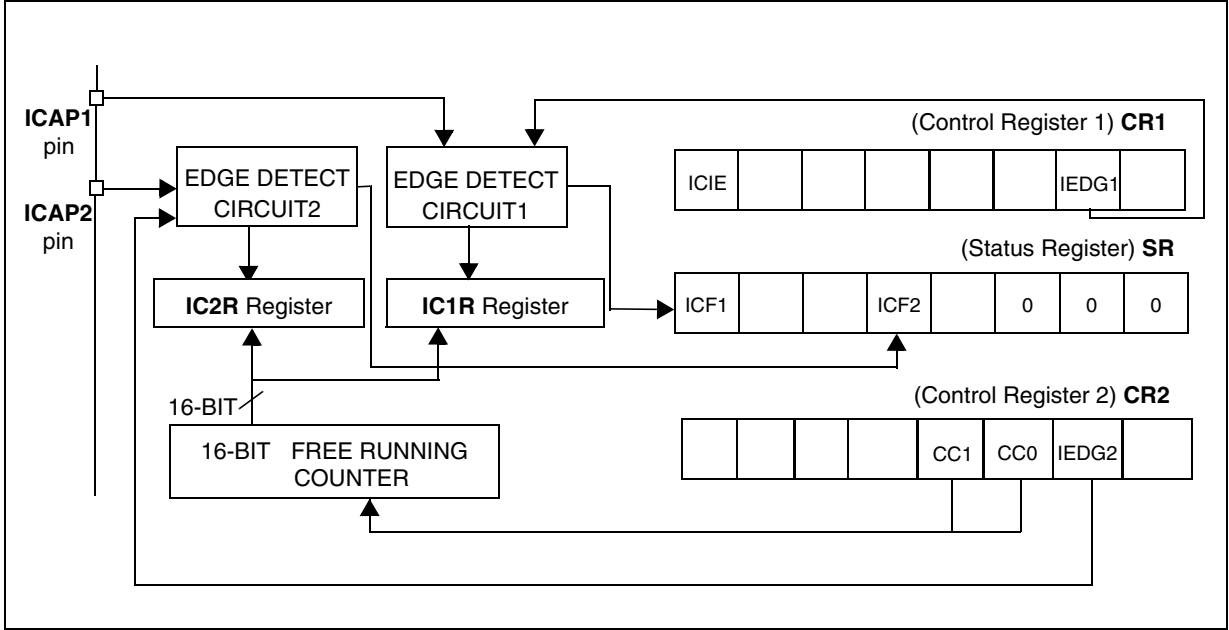 ICAP1
pin
ICAP2
pin
EDGE DETECT
CIRCUIT2
EDGE DETECT
CIRCUIT1
IC2R Register
IC1R Register
16-BIT
16-BIT FREE RUNNING
COUNTER
(Control Register 1) CR1
ICIE IEDG1
(Status Register) SR
ICF1 ICF2 0 0 0
(Control Register 2) CR2
CC1 CC0 IEDG2